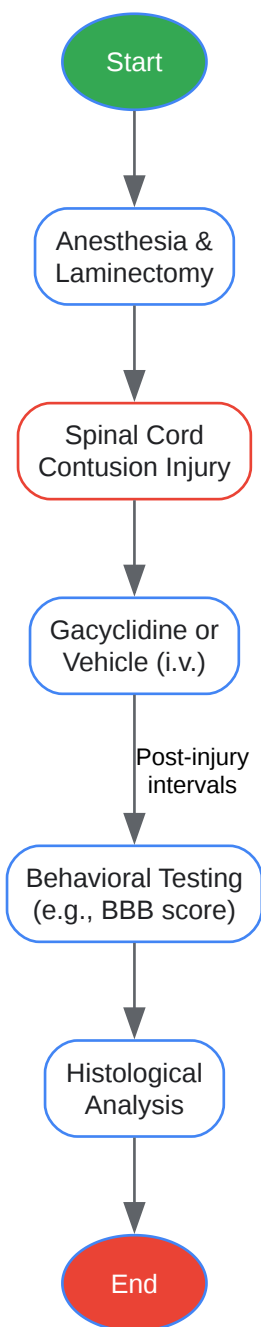 Start
Anesthesia &
Laminectomy
Spinal Cord
Contusion Injury
Gacyclidine or
Vehicle (i.v.)
Post-injury
intervals
Behavioral Testing
(e.g., BBB score)
Histological
Analysis
End